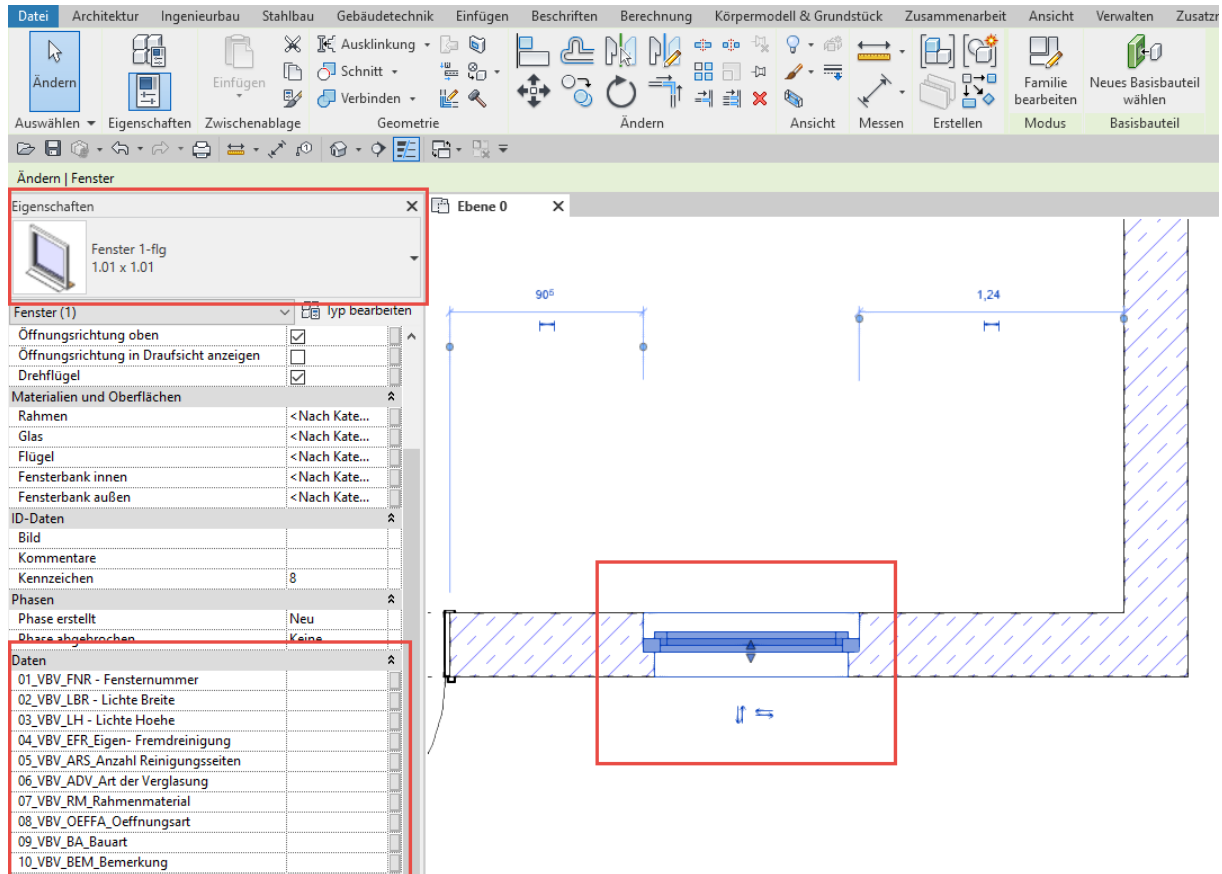 Datei Architektur Ingenieurbau Stahlbau Gebäudetechnik Einfügen Beschriften Berechnung Körpermodell & Grundstück Zusammenarbeit Ansicht Verwalten Zusatzr
Ausklinkung
Schnitt
Verbinden
Ändern
Einfügen
Familie bearbeiten
Neues Basisbauteil wählen
Auswählen Eigenschaften Zwischenablage Geometrie Ändern Ansicht Messen Erstellen Modus Basisbauteil
Ändern | Fenster
Eigenschaften
Ebene 0
Fenster 1-flg
1.01 x 1.01
Fenster (1) Typ bearbeiten
Öffnungsrichtung oben
Öffnungsrichtung in Draufsicht anzeigen
Drehflügel
Materialien und Oberflächen
Rahmen <Nach Kate...
Glas <Nach Kate...
Flügel <Nach Kate...
Fensterbank innen <Nach Kate...
Fensterbank außen <Nach Kate...
ID-Daten
Bild
Kommentare
Kennzeichen 8
Phasen
Phase erstellt Neu
Phase abgebrochen Keine
Daten
01_VBV_FNR - Fensternummer
02_VBV_LBR - Lichte Breite
03_VBV_LH - Lichte Hoehe
04_VBV_EFR_Eigen- Fremdreinigung
05_VBV_ARS_Anzahl Reinigungsseiten
06_VBV_ADV_Art der Verglasung
07_VBV_RM_Rahmenmaterial
08_VBV_OEFFA_Oeffnungsart
09_VBV_BA_Bauart
10_VBV_BEM_Bemerkung
90⁵
1,24